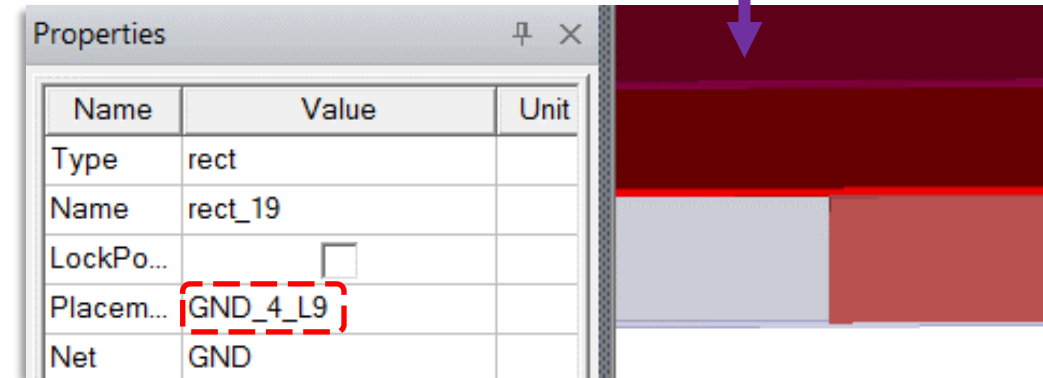 Properties
Name Value Unit
Type rect
Name rect_19
LockPo...
Placem... GND_4_L9
Net GND